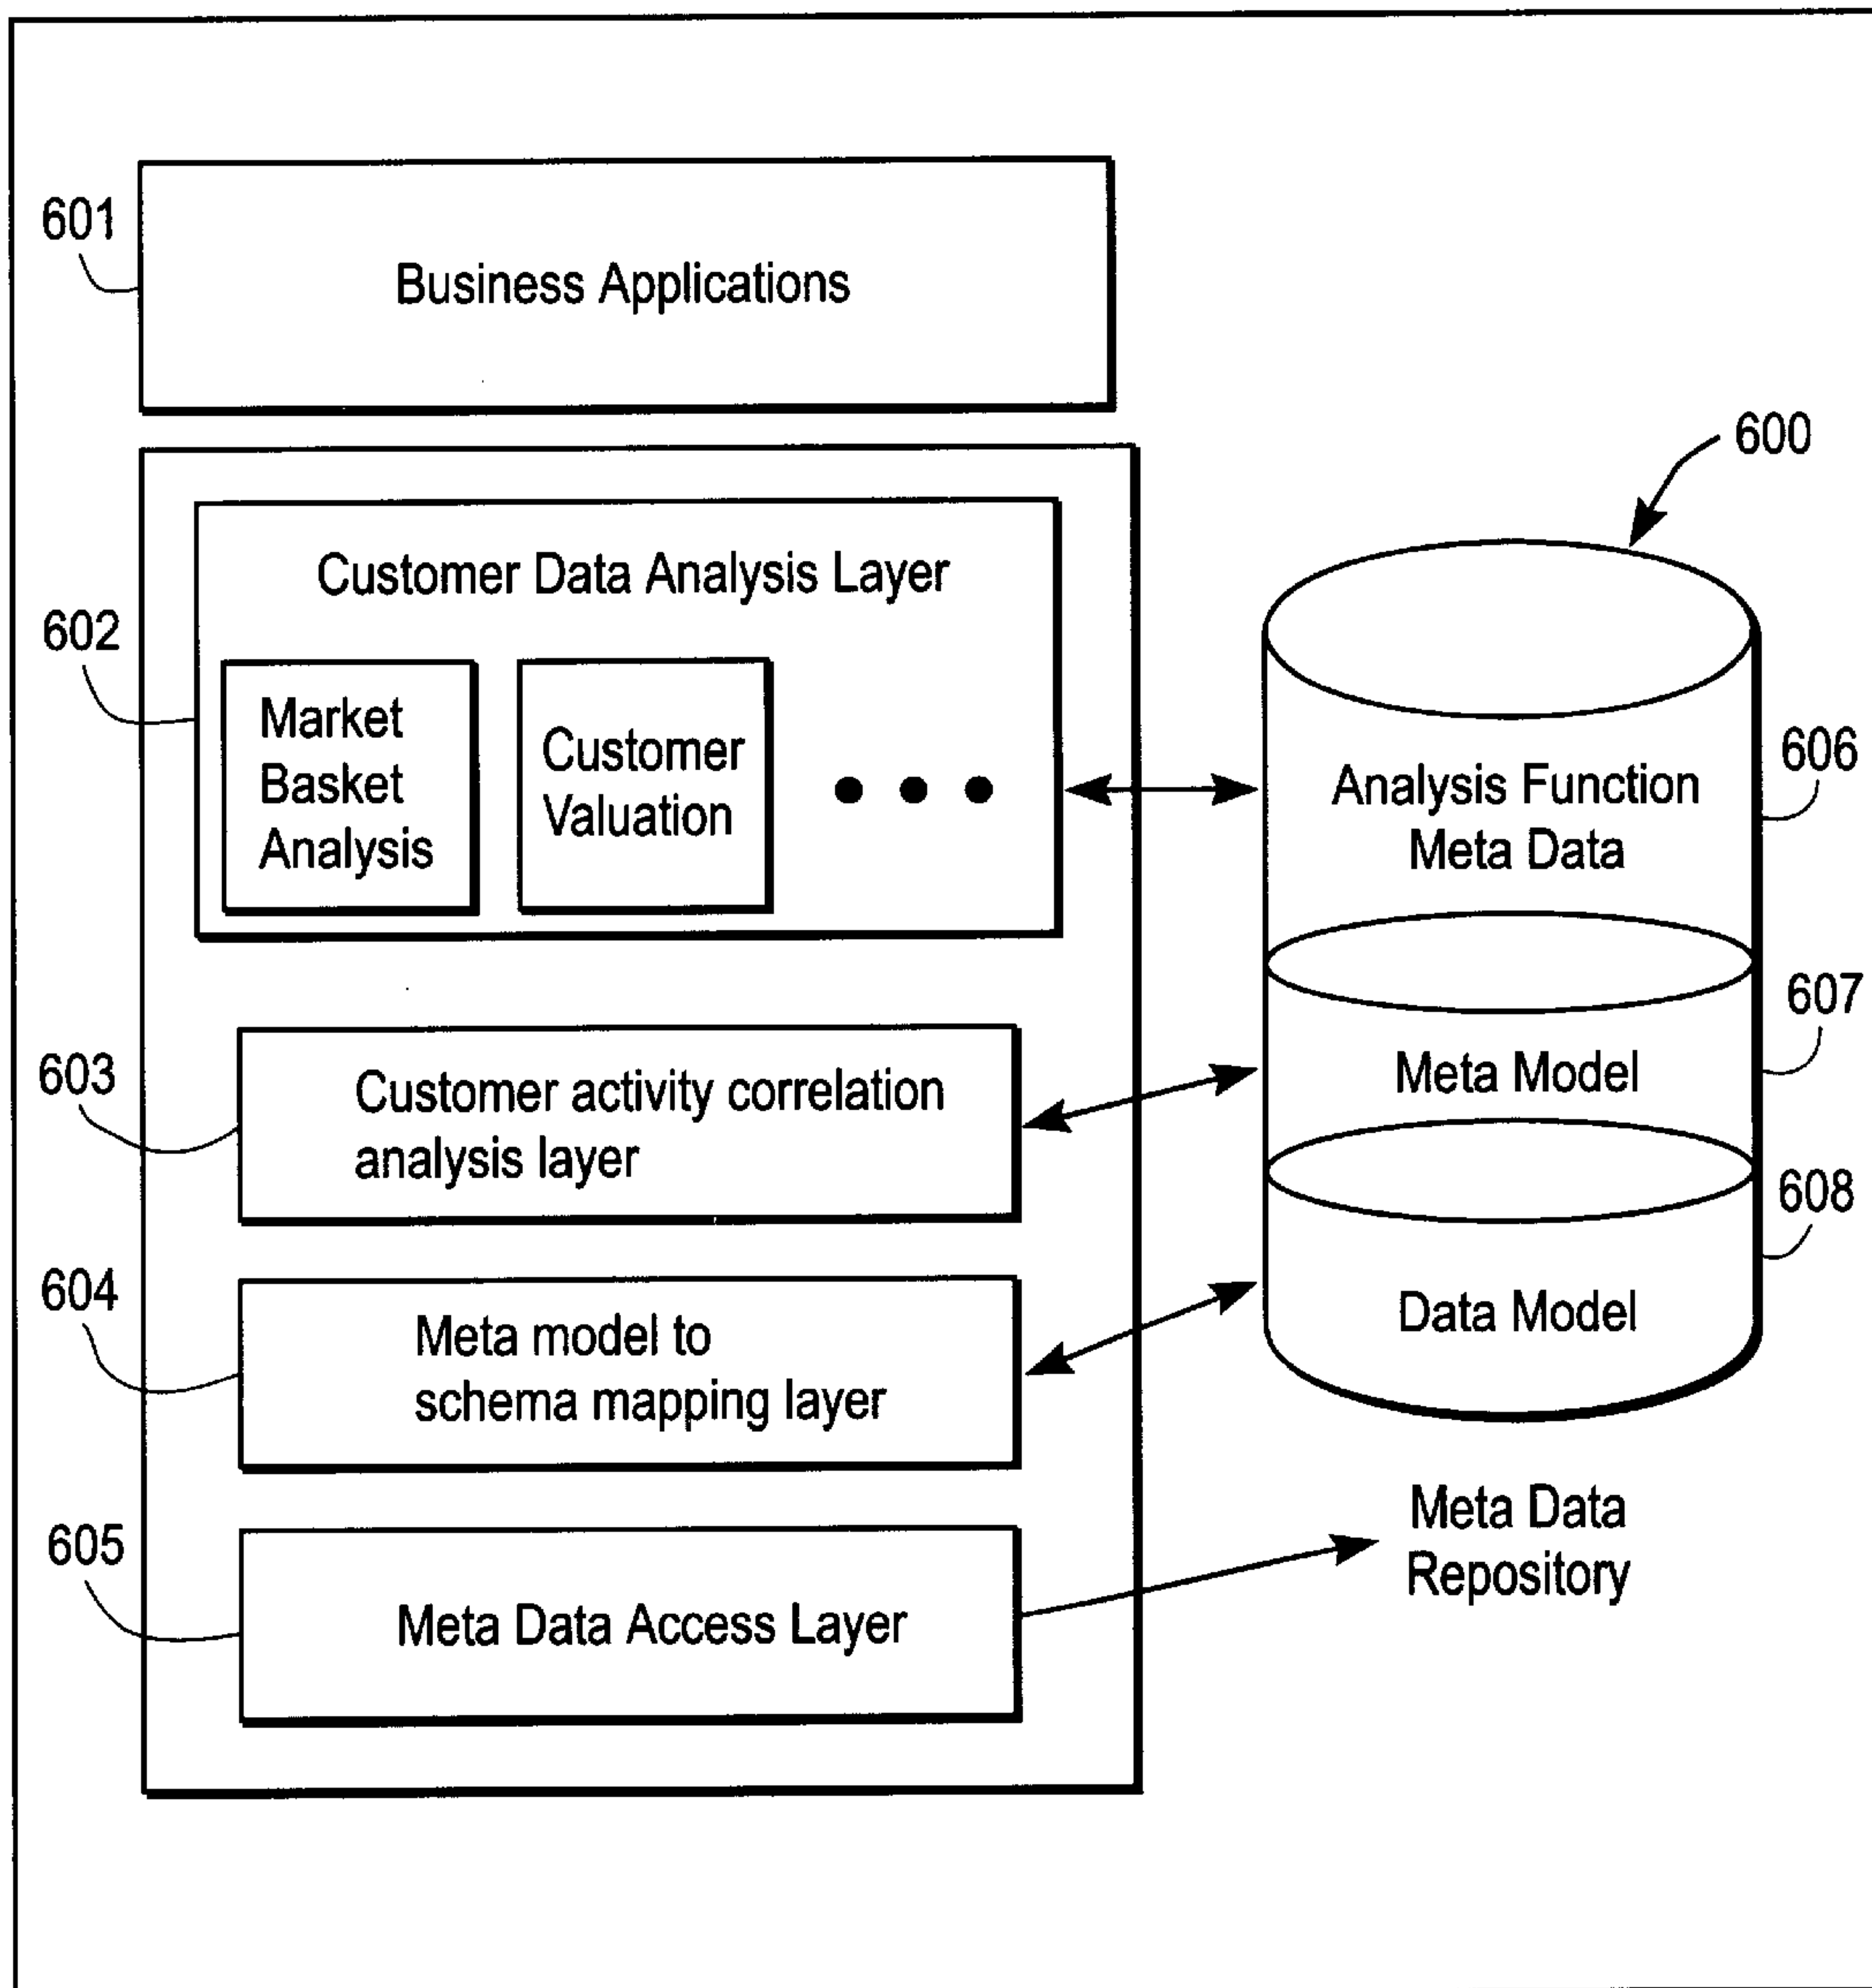 601
Business Applications
600
Customer Data Analysis Layer
602
Market
Basket
Analysis
Customer
Valuation
606
Analysis Function
Meta Data
607
Meta Model
603
Customer activity correlation
analysis layer
608
Data Model
604
Meta model to
schema mapping layer
Meta Data
Repository
605
Meta Data Access Layer